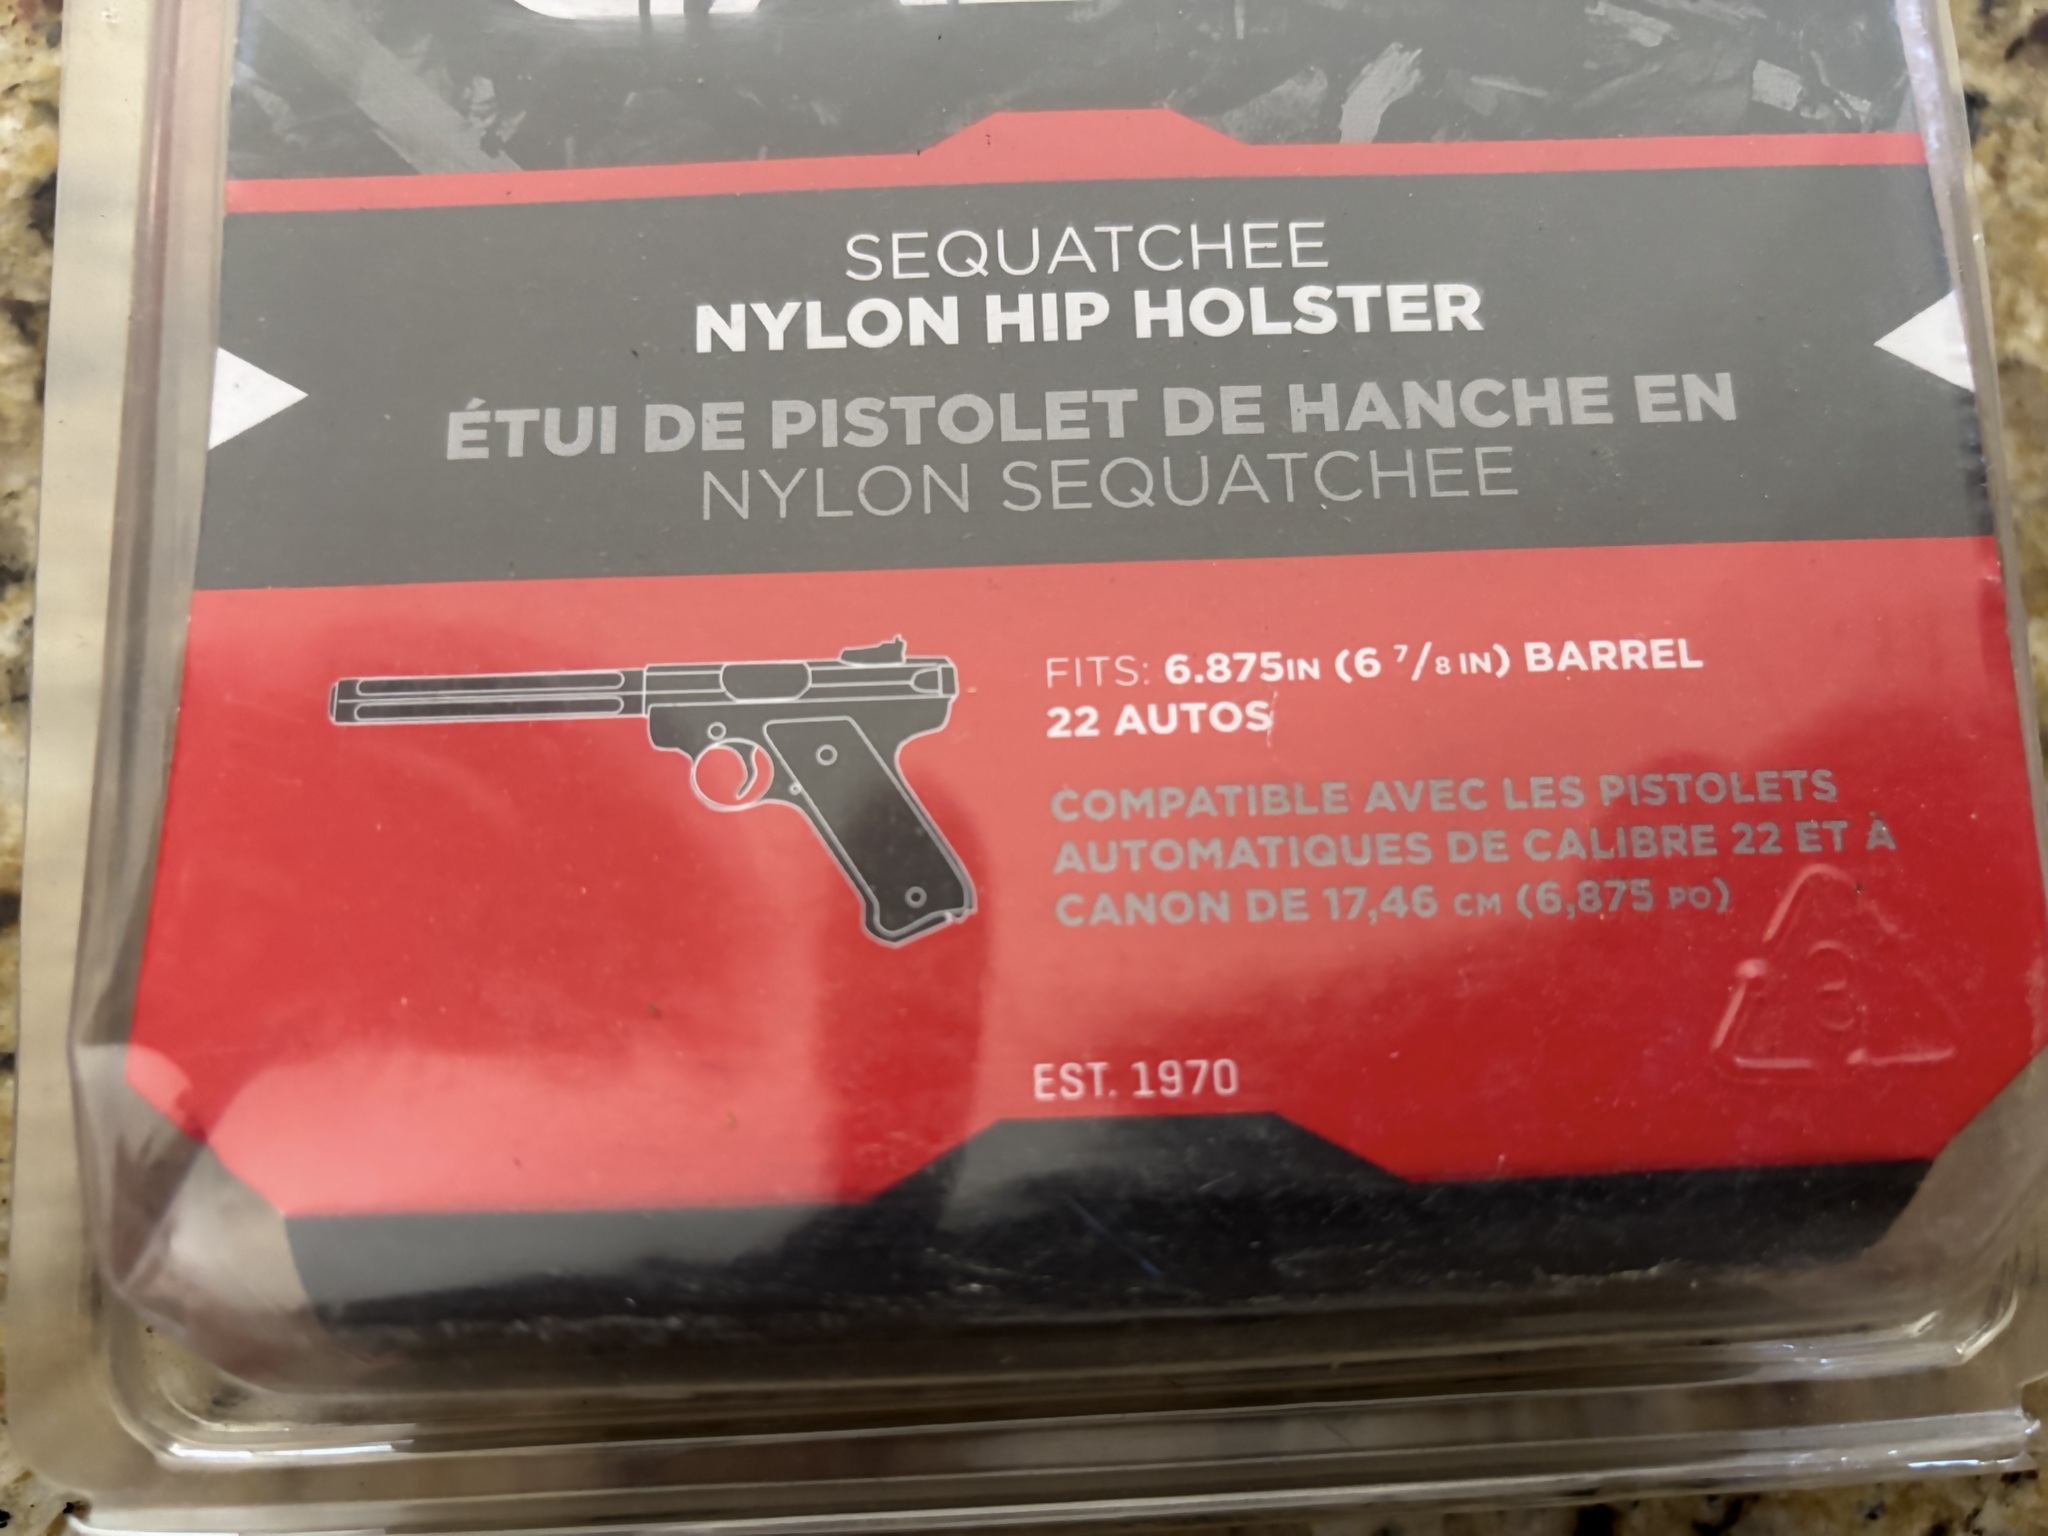 SEQUATCHEE
NYLON HIP HOLSTER
ÉTUI DE PISTOLET DE HANCHE EN
NYLON SEQUATCHEE
FITS: 6.875IN (6 7/8 IN) BARREL
22 AUTOS
COMPATIBLE AVEC LES PISTOLETS
AUTOMATIQUES DE CALIBRE 22 ET À
CANON DE 17,46 CM (6,875 PO)
EST. 1970